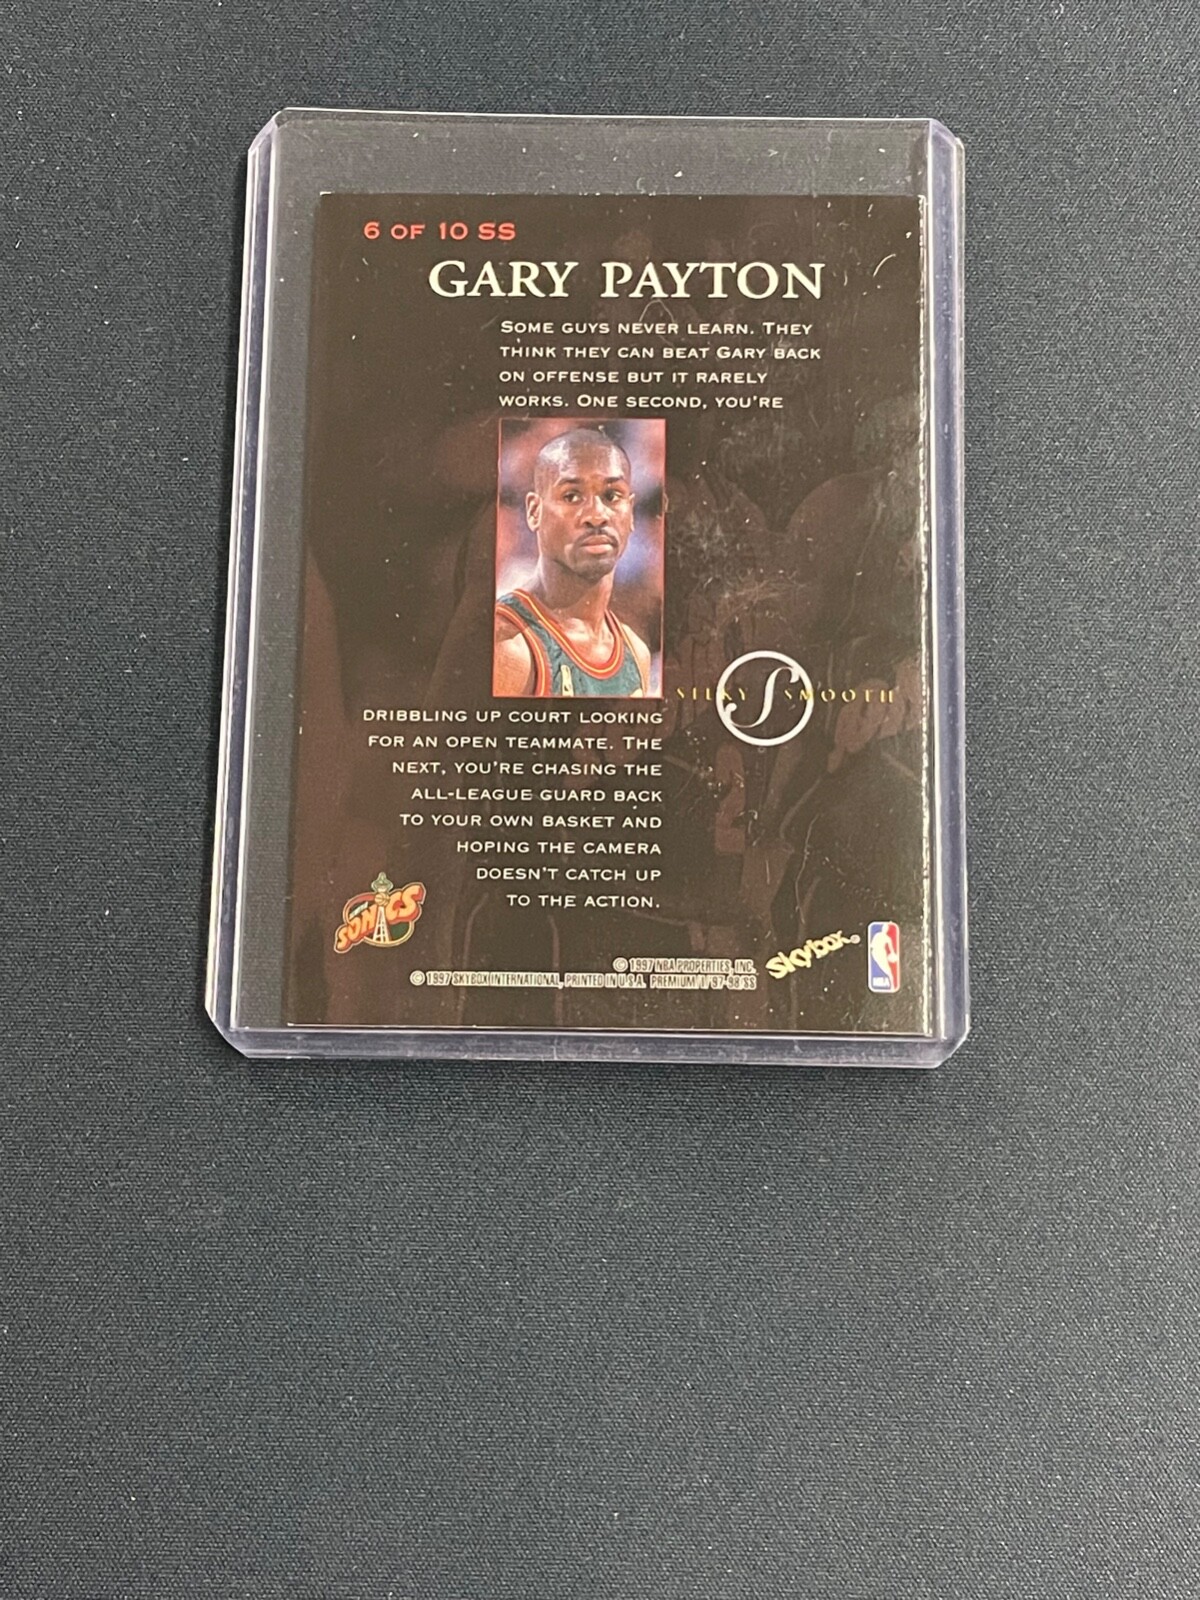 6 OF 10 SS
GARY PAYTON
SOME GUYS NEVER LEARN. THEY
THINK THEY CAN BEAT GARY BACK
ON OFFENSE BUT IT RARELY
WORKS. ONE SECOND, YOU'RE
SILKY S SMOOTH
DRIBBLING UP COURT LOOKING
FOR AN OPEN TEAMMATE. THE
NEXT, YOU'RE CHASING THE
ALL-LEAGUE GUARD BACK
TO YOUR OWN BASKET AND
HOPING THE CAMERA
DOESN'T CATCH UP
TO THE ACTION.
SEATTLE
SONICS
© 1997 NBA PROPERTIES, INC.
© 1997 SKYBOX INTERNATIONAL, PRINTED IN U.S.A. PREMIUM I/97-98/SS
Skybox®
NBA